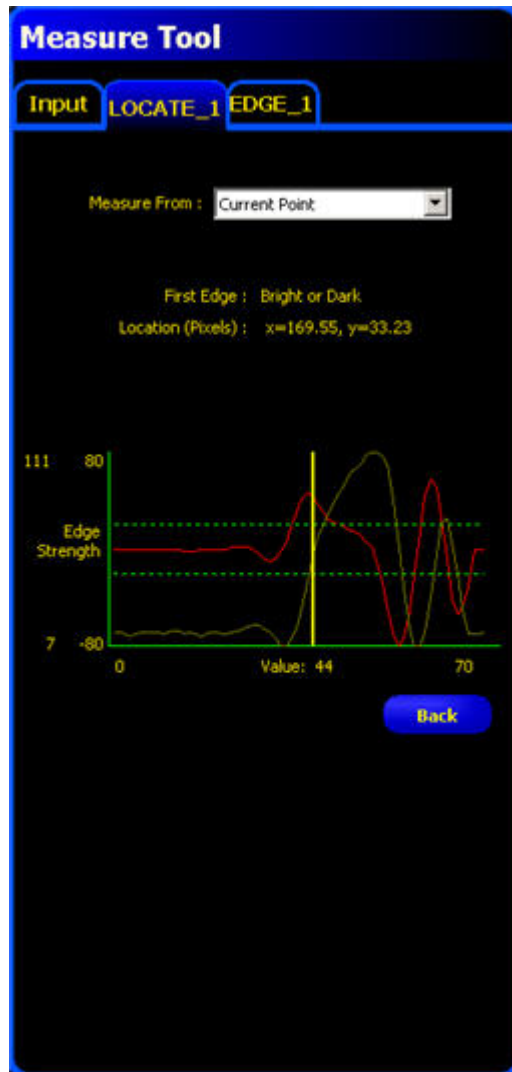 Measure Tool
Input LOCATE_1 EDGE_1
Measure From : Current Point
First Edge : Bright or Dark
Location (Pixels) : x=169.55, y=33.23
111 80
Edge
Strength
7 -80
0 Value: 44 70
Back